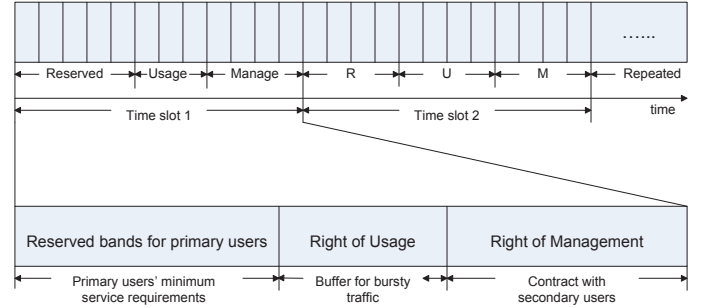 ......
Reserved Usage Manage R U M Repeated
Time slot 1 Time slot 2 time
Reserved bands for primary users Right of Usage Right of Management
Primary users' minimum service requirements
Buffer for bursty traffic
Contract with secondary users